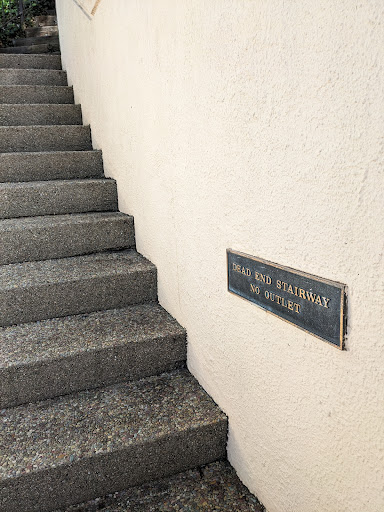 DEAD END STAIRWAY
NO OUTLET